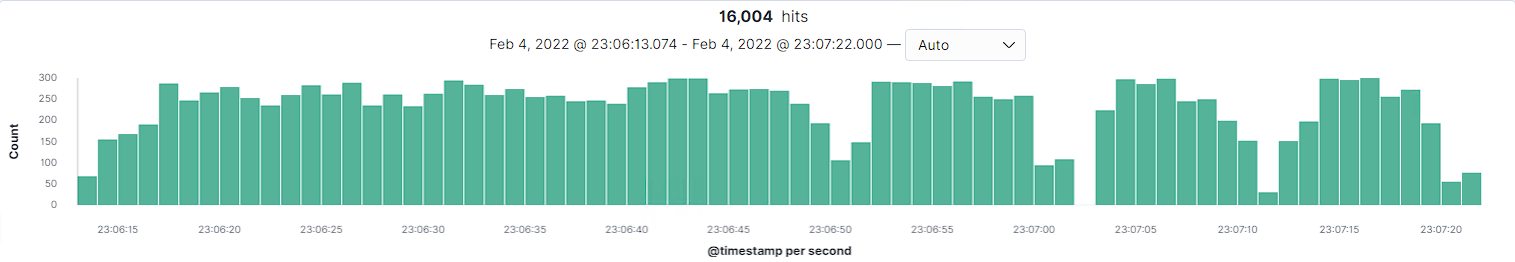 16,004 hits
Feb 4, 2022 @ 23:06:13.074 - Feb 4, 2022 @ 23:07:22.000 — Auto
300
250
200
150
100
50
0
Count
23:06:15 23:06:20 23:06:25 23:06:30 23:06:35 23:06:40 23:06:45 23:06:50 23:06:55 23:07:00 23:07:05 23:07:10 23:07:15 23:07:20
@timestamp per second